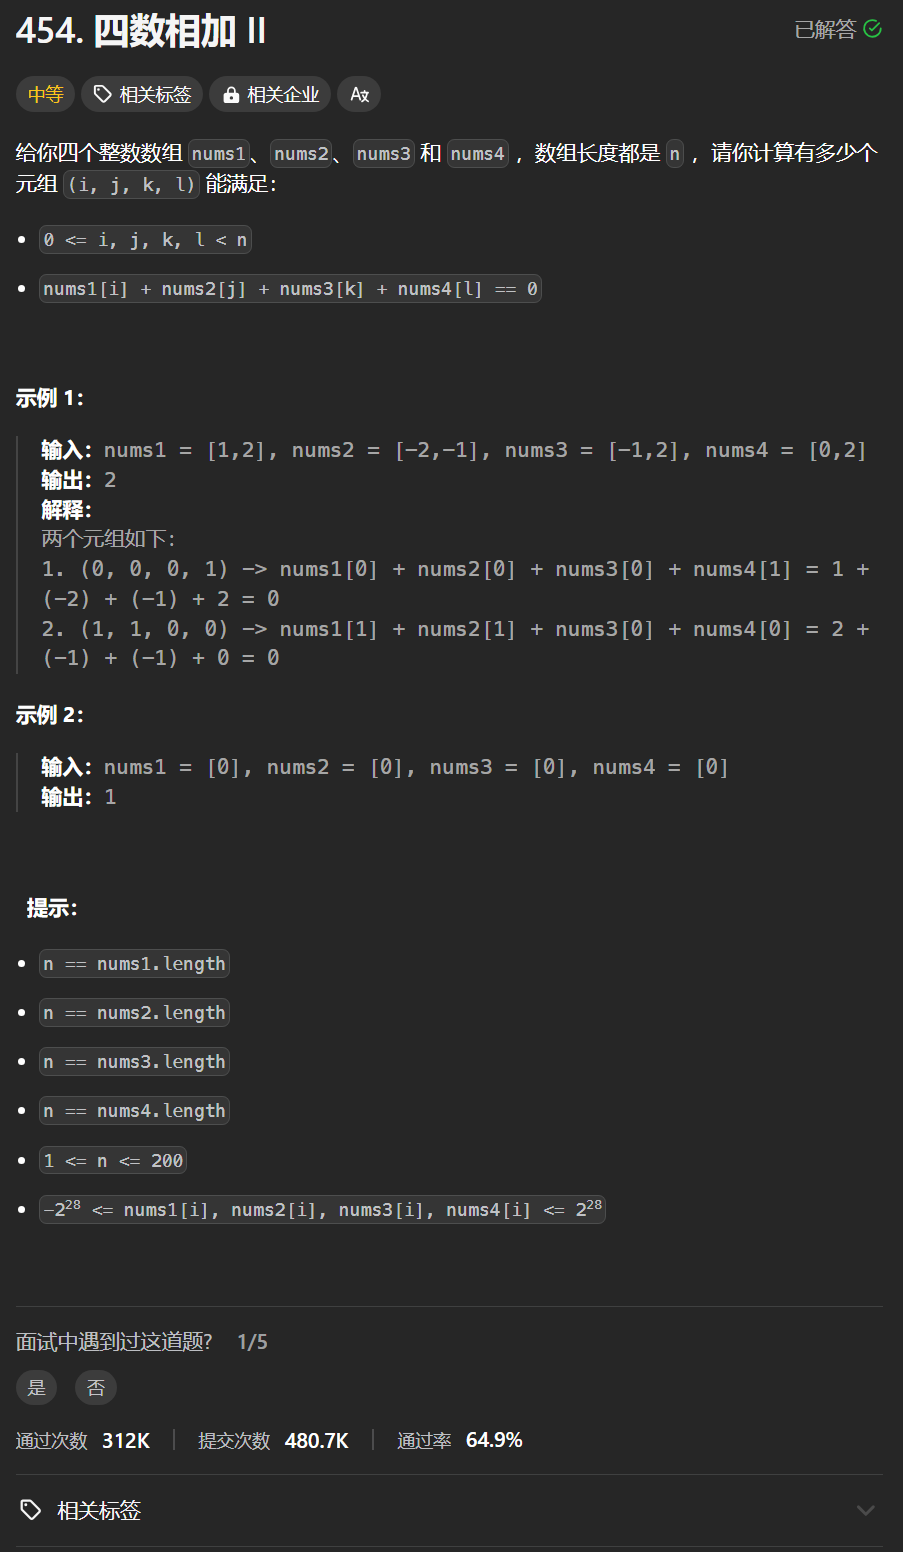 454. 四数相加 II
已解答
中等 相关标签 相关企业
给你四个整数数组 nums1、nums2、nums3 和 nums4 ，数组长度都是 n ，请你计算有多少个
元组 (i, j, k, l) 能满足：
0 <= i, j, k, l < n
nums1[i] + nums2[j] + nums3[k] + nums4[l] == 0
示例 1：
输入：nums1 = [1,2], nums2 = [-2,-1], nums3 = [-1,2], nums4 = [0,2]
输出：2
解释：
两个元组如下：
1. (0, 0, 0, 1) -> nums1[0] + nums2[0] + nums3[0] + nums4[1] = 1 +
(-2) + (-1) + 2 = 0
2. (1, 1, 0, 0) -> nums1[1] + nums2[1] + nums3[0] + nums4[0] = 2 +
(-1) + (-1) + 0 = 0
示例 2：
输入：nums1 = [0], nums2 = [0], nums3 = [0], nums4 = [0]
输出：1
提示：
n == nums1.length
n == nums2.length
n == nums3.length
n == nums4.length
1 <= n <= 200
-2²⁸ <= nums1[i], nums2[i], nums3[i], nums4[i] <= 2²⁸
面试中遇到过这道题? 1/5
是 否
通过次数 312K 提交次数 480.7K 通过率 64.9%
相关标签